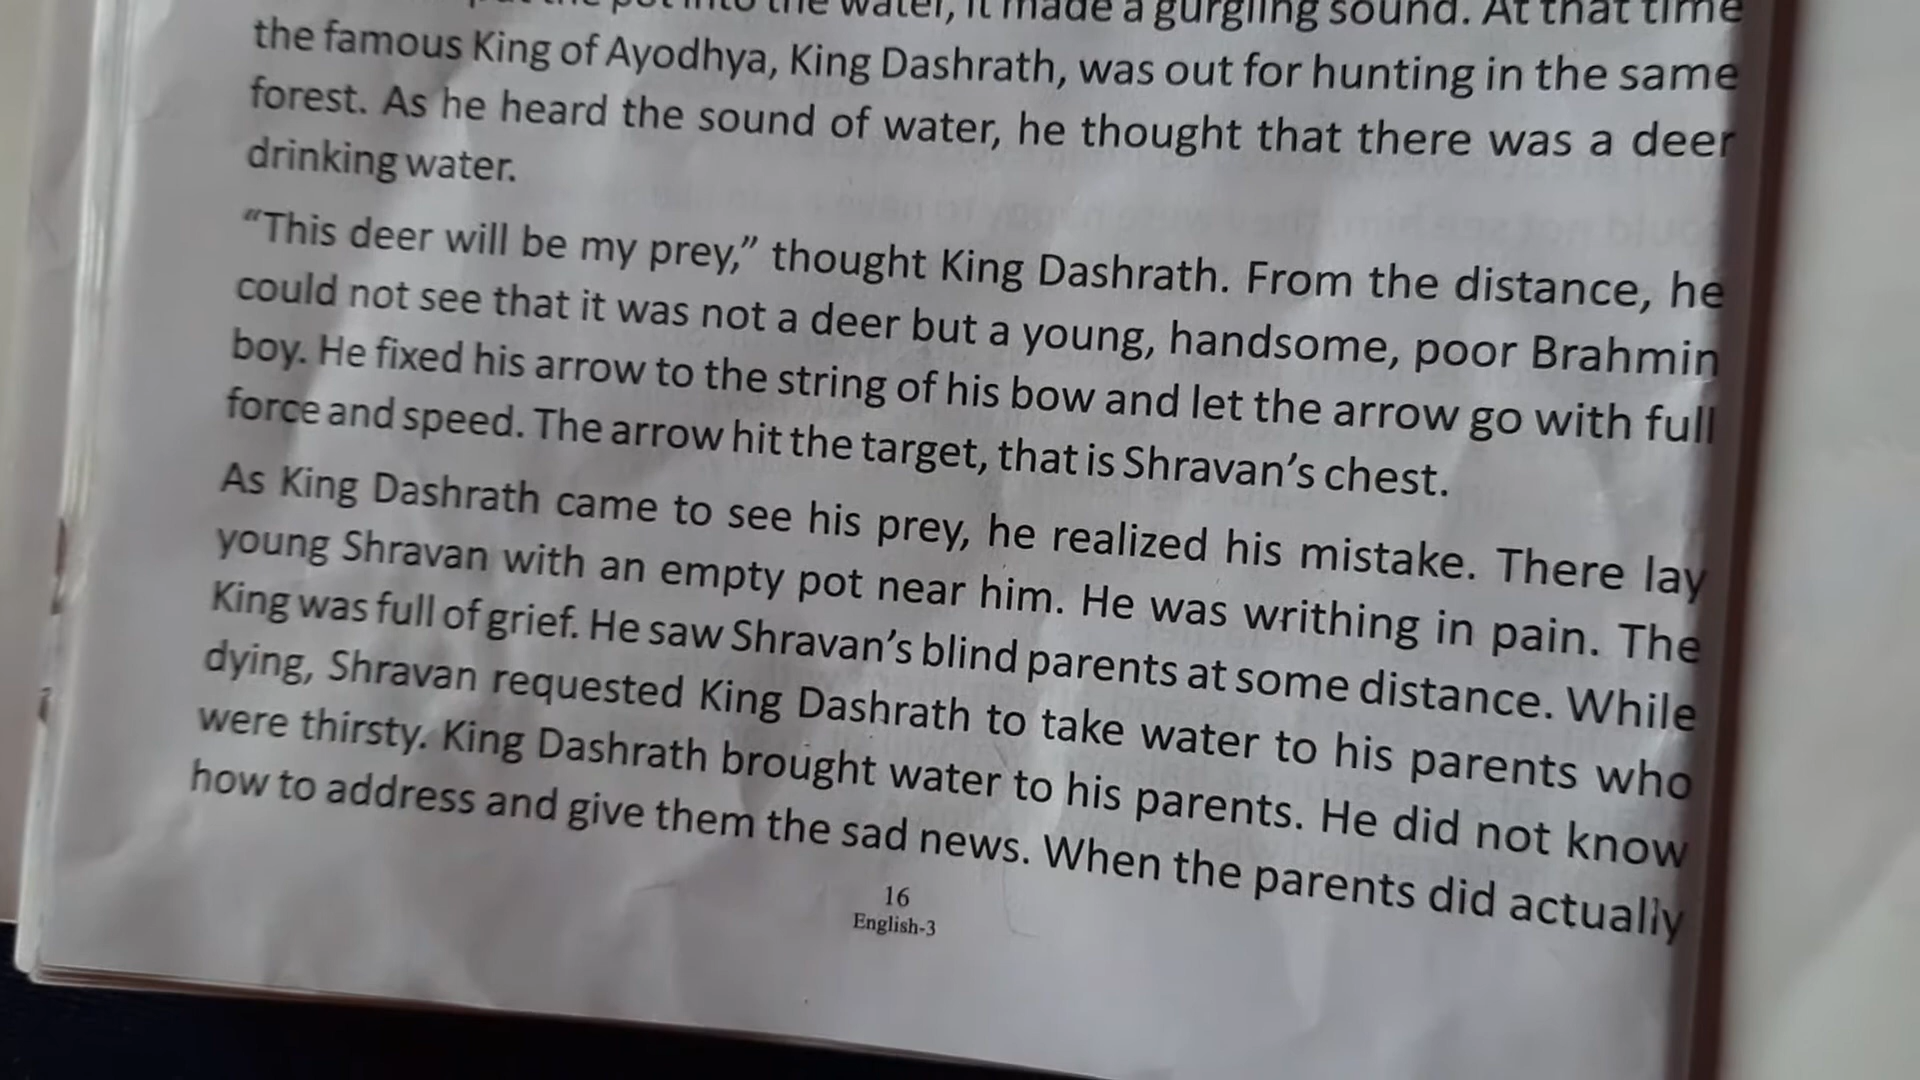 the pot into the water, it made a gurgling sound. At that time
the famous King of Ayodhya, King Dashrath, was out for hunting in the same
forest. As he heard the sound of water, he thought that there was a deer
drinking water.
“This deer will be my prey,” thought King Dashrath. From the distance, he
could not see that it was not a deer but a young, handsome, poor Brahmin
boy. He fixed his arrow to the string of his bow and let the arrow go with full
force and speed. The arrow hit the target, that is Shravan’s chest.
As King Dashrath came to see his prey, he realized his mistake. There lay
young Shravan with an empty pot near him. He was writhing in pain. The
King was full of grief. He saw Shravan’s blind parents at some distance. While
dying, Shravan requested King Dashrath to take water to his parents who
were thirsty. King Dashrath brought water to his parents. He did not know
how to address and give them the sad news. When the parents did actually
16
English-3